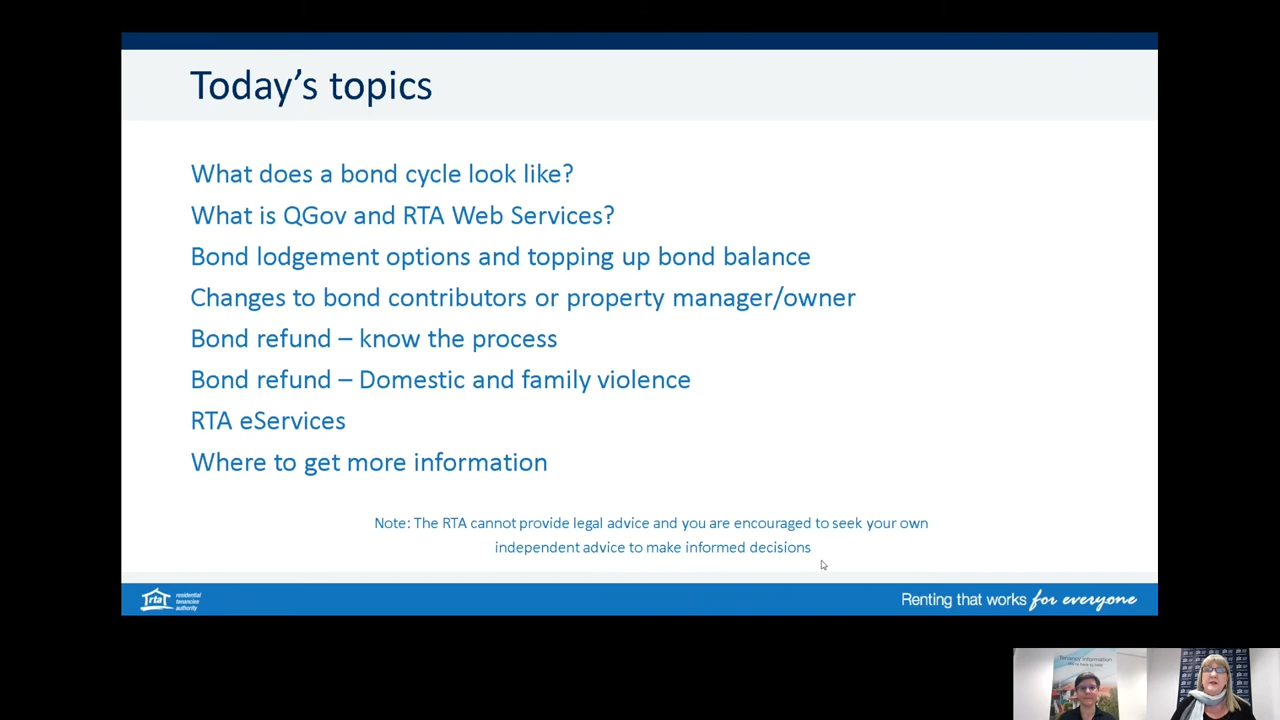 Today's topics
What does a bond cycle look like?
What is QGov and RTA Web Services?
Bond lodgement options and topping up bond balance
Changes to bond contributors or property manager/owner
Bond refund – know the process
Bond refund – Domestic and family violence
RTA eServices
Where to get more information
Note: The RTA cannot provide legal advice and you are encouraged to seek your own
independent advice to make informed decisions
rta
residential
tenancies
authority
Renting that works for everyone
Tenancy information